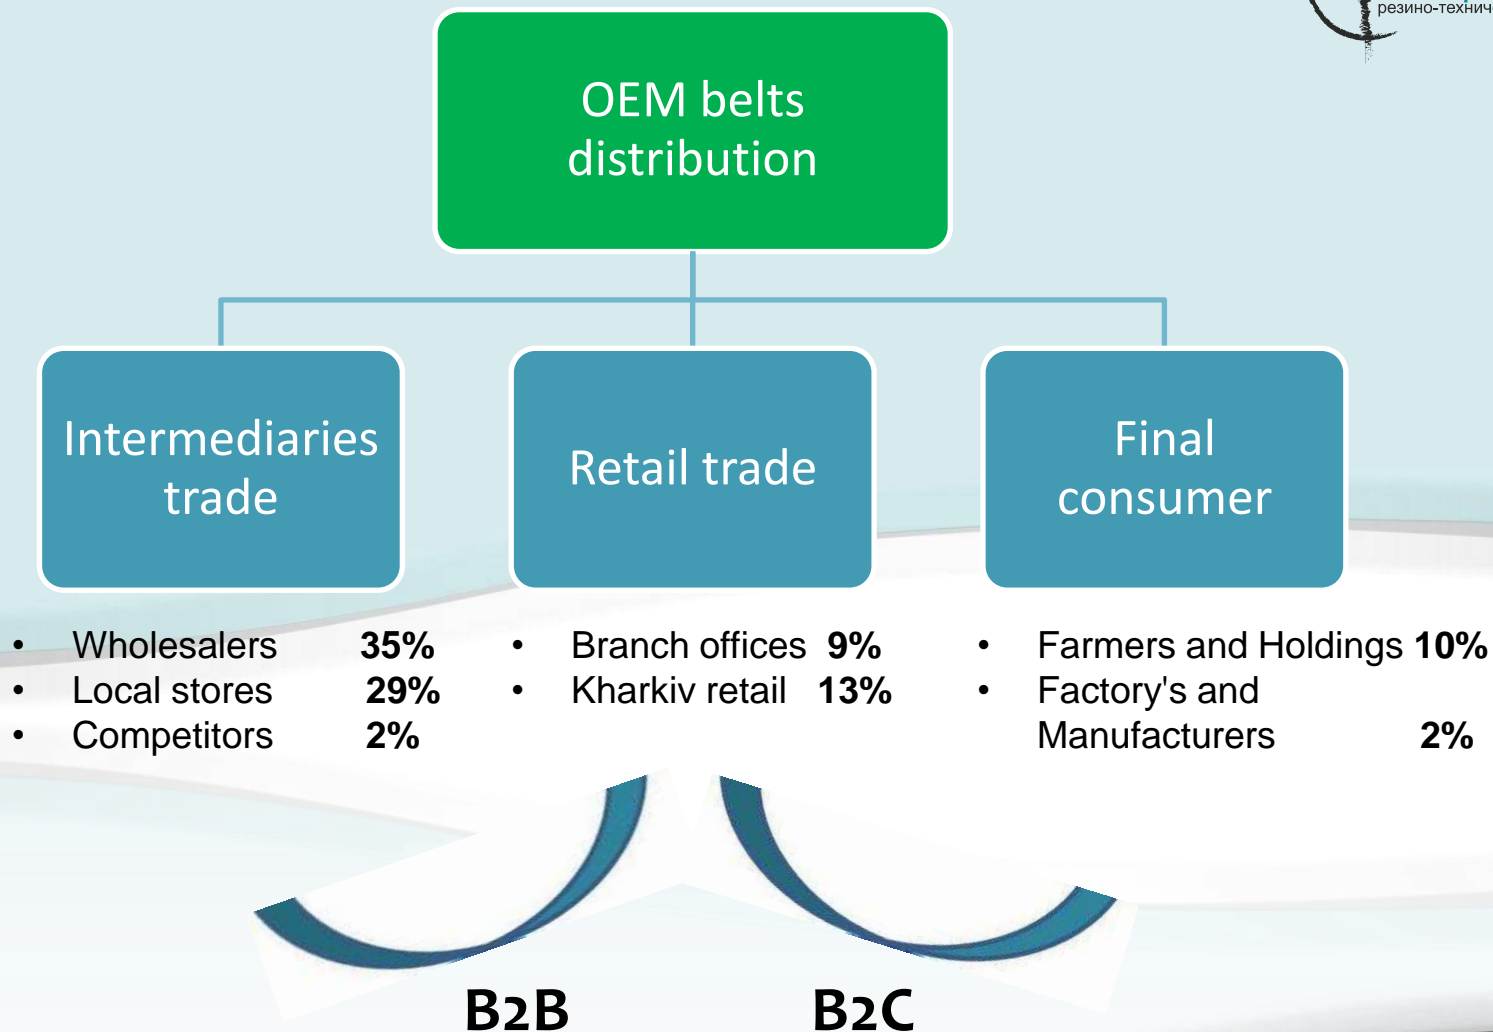 резино-технич
OEM belts
distribution
Intermediaries
trade
Retail trade
Final
consumer
• Wholesalers 35%
• Local stores 29%
• Competitors 2%
• Branch offices 9%
• Kharkiv retail 13%
• Farmers and Holdings 10%
• Factory's and
Manufacturers 2%
B2B
B2C